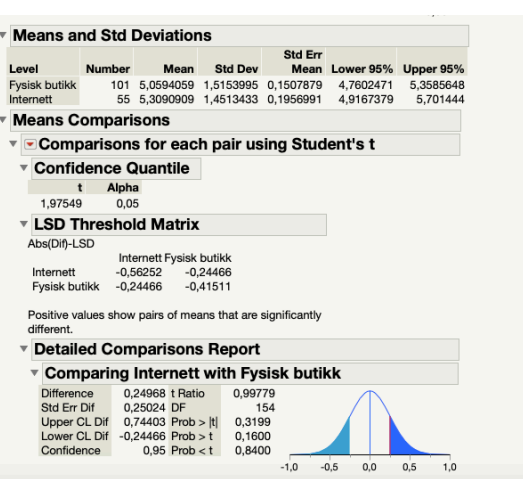 Means and Std Deviations
Std Err
Level Number Mean Std Dev Mean Lower 95% Upper 95%
Fysisk butikk 101 5,0594059 1,5153995 0,1507879 4,7602471 5,3585648
Internett 55 5,3090909 1,4513433 0,1956991 4,9167379 5,701444
Means Comparisons
Comparisons for each pair using Student's t
Confidence Quantile
t Alpha
1,97549 0,05
LSD Threshold Matrix
Abs(Dif)-LSD
Internett Fysisk butikk
Internett -0,56252 -0,24466
Fysisk butikk -0,24466 -0,41511
Positive values show pairs of means that are significantly
different.
Detailed Comparisons Report
Comparing Internett with Fysisk butikk
Difference 0,24968 t Ratio 0,99779
Std Err Dif 0,25024 DF 154
Upper CL Dif 0,74403 Prob > |t| 0,3199
Lower CL Dif -0,24466 Prob > t 0,1600
Confidence 0,95 Prob < t 0,8400
-1,0 -0,5 0,0 0,5 1,0